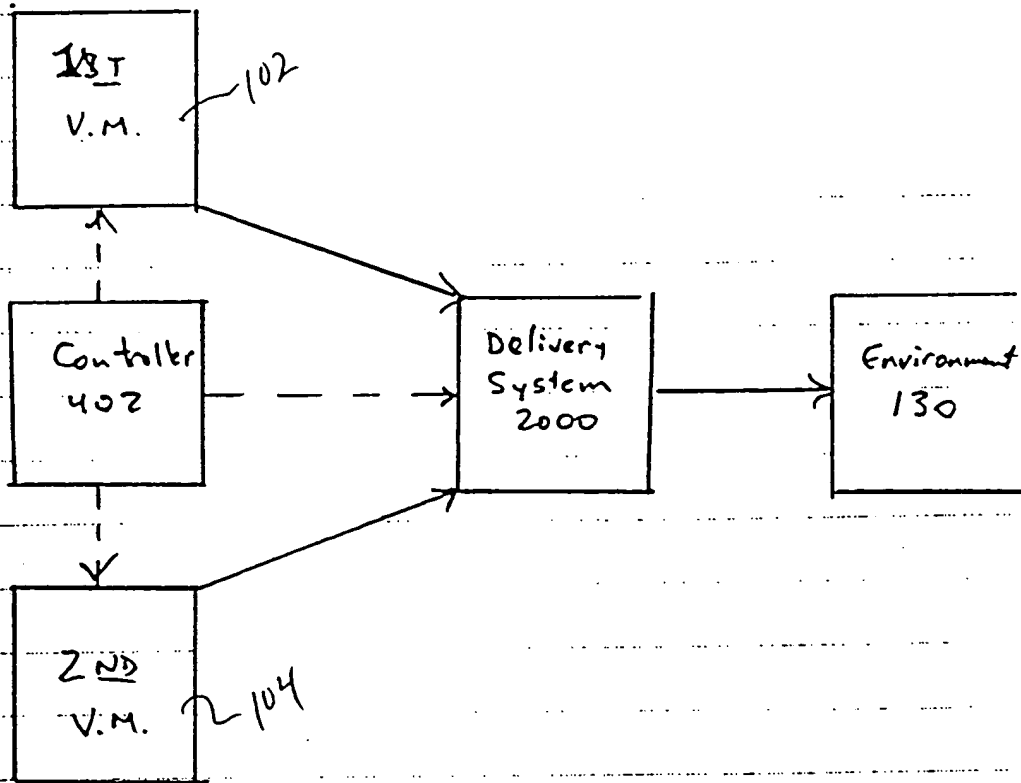 1ST
V.M.
102
Controller
402
Delivery
System
2000
Environment
130
2ND
V.M.
104